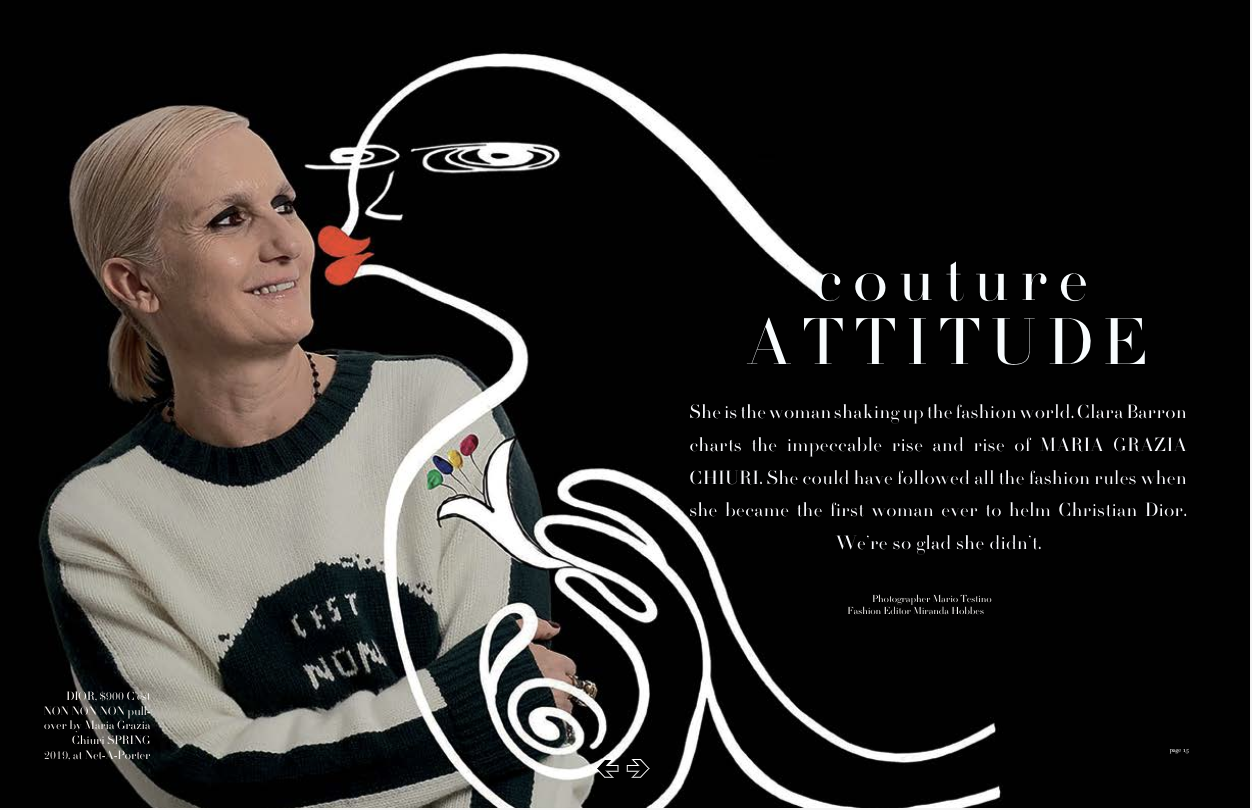 couture
ATTITUDE
She is the woman shaking up the fashion world. Clara Barron
charts the impeccable rise and rise of MARIA GRAZIA
CHIURI. She could have followed all the fashion rules when
she became the first woman ever to helm Christian Dior.
We're so glad she didn't.
Photographer Mario Testino
Fashion Editor Miranda Hobbes
C'EST
NON
DIOR, $900 C'est
NON NON NON pull-
over by Maria Grazia
Chiuri SPRING
2019, at Net-A-Porter
page 15